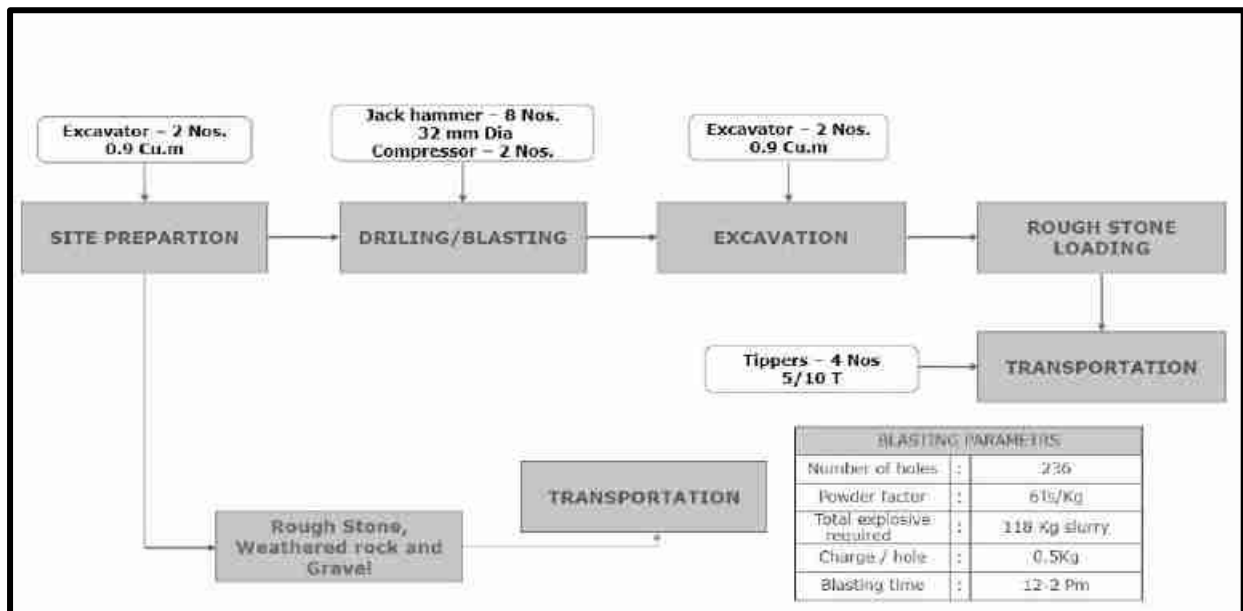 Excavator – 2 Nos.
0.9 Cu.m
Jack hammer – 8 Nos.
32 mm Dia
Compressor – 2 Nos.
Excavator – 2 Nos.
0.9 Cu.m
SITE PREPARTION
DRILING/BLASTING
EXCAVATION
ROUGH STONE
LOADING
Tippers – 4 Nos
5/10 T
TRANSPORTATION
TRANSPORTATION
Rough Stone,
Weathered rock and
Gravel
BLASTING PARAMETRS
Number of holes : 236
Powder factor : 6Ts/Kg
Total explosive
required : 118 Kg slurry
Charge / hole : 0.5Kg
Blasting time : 12-2 Pm